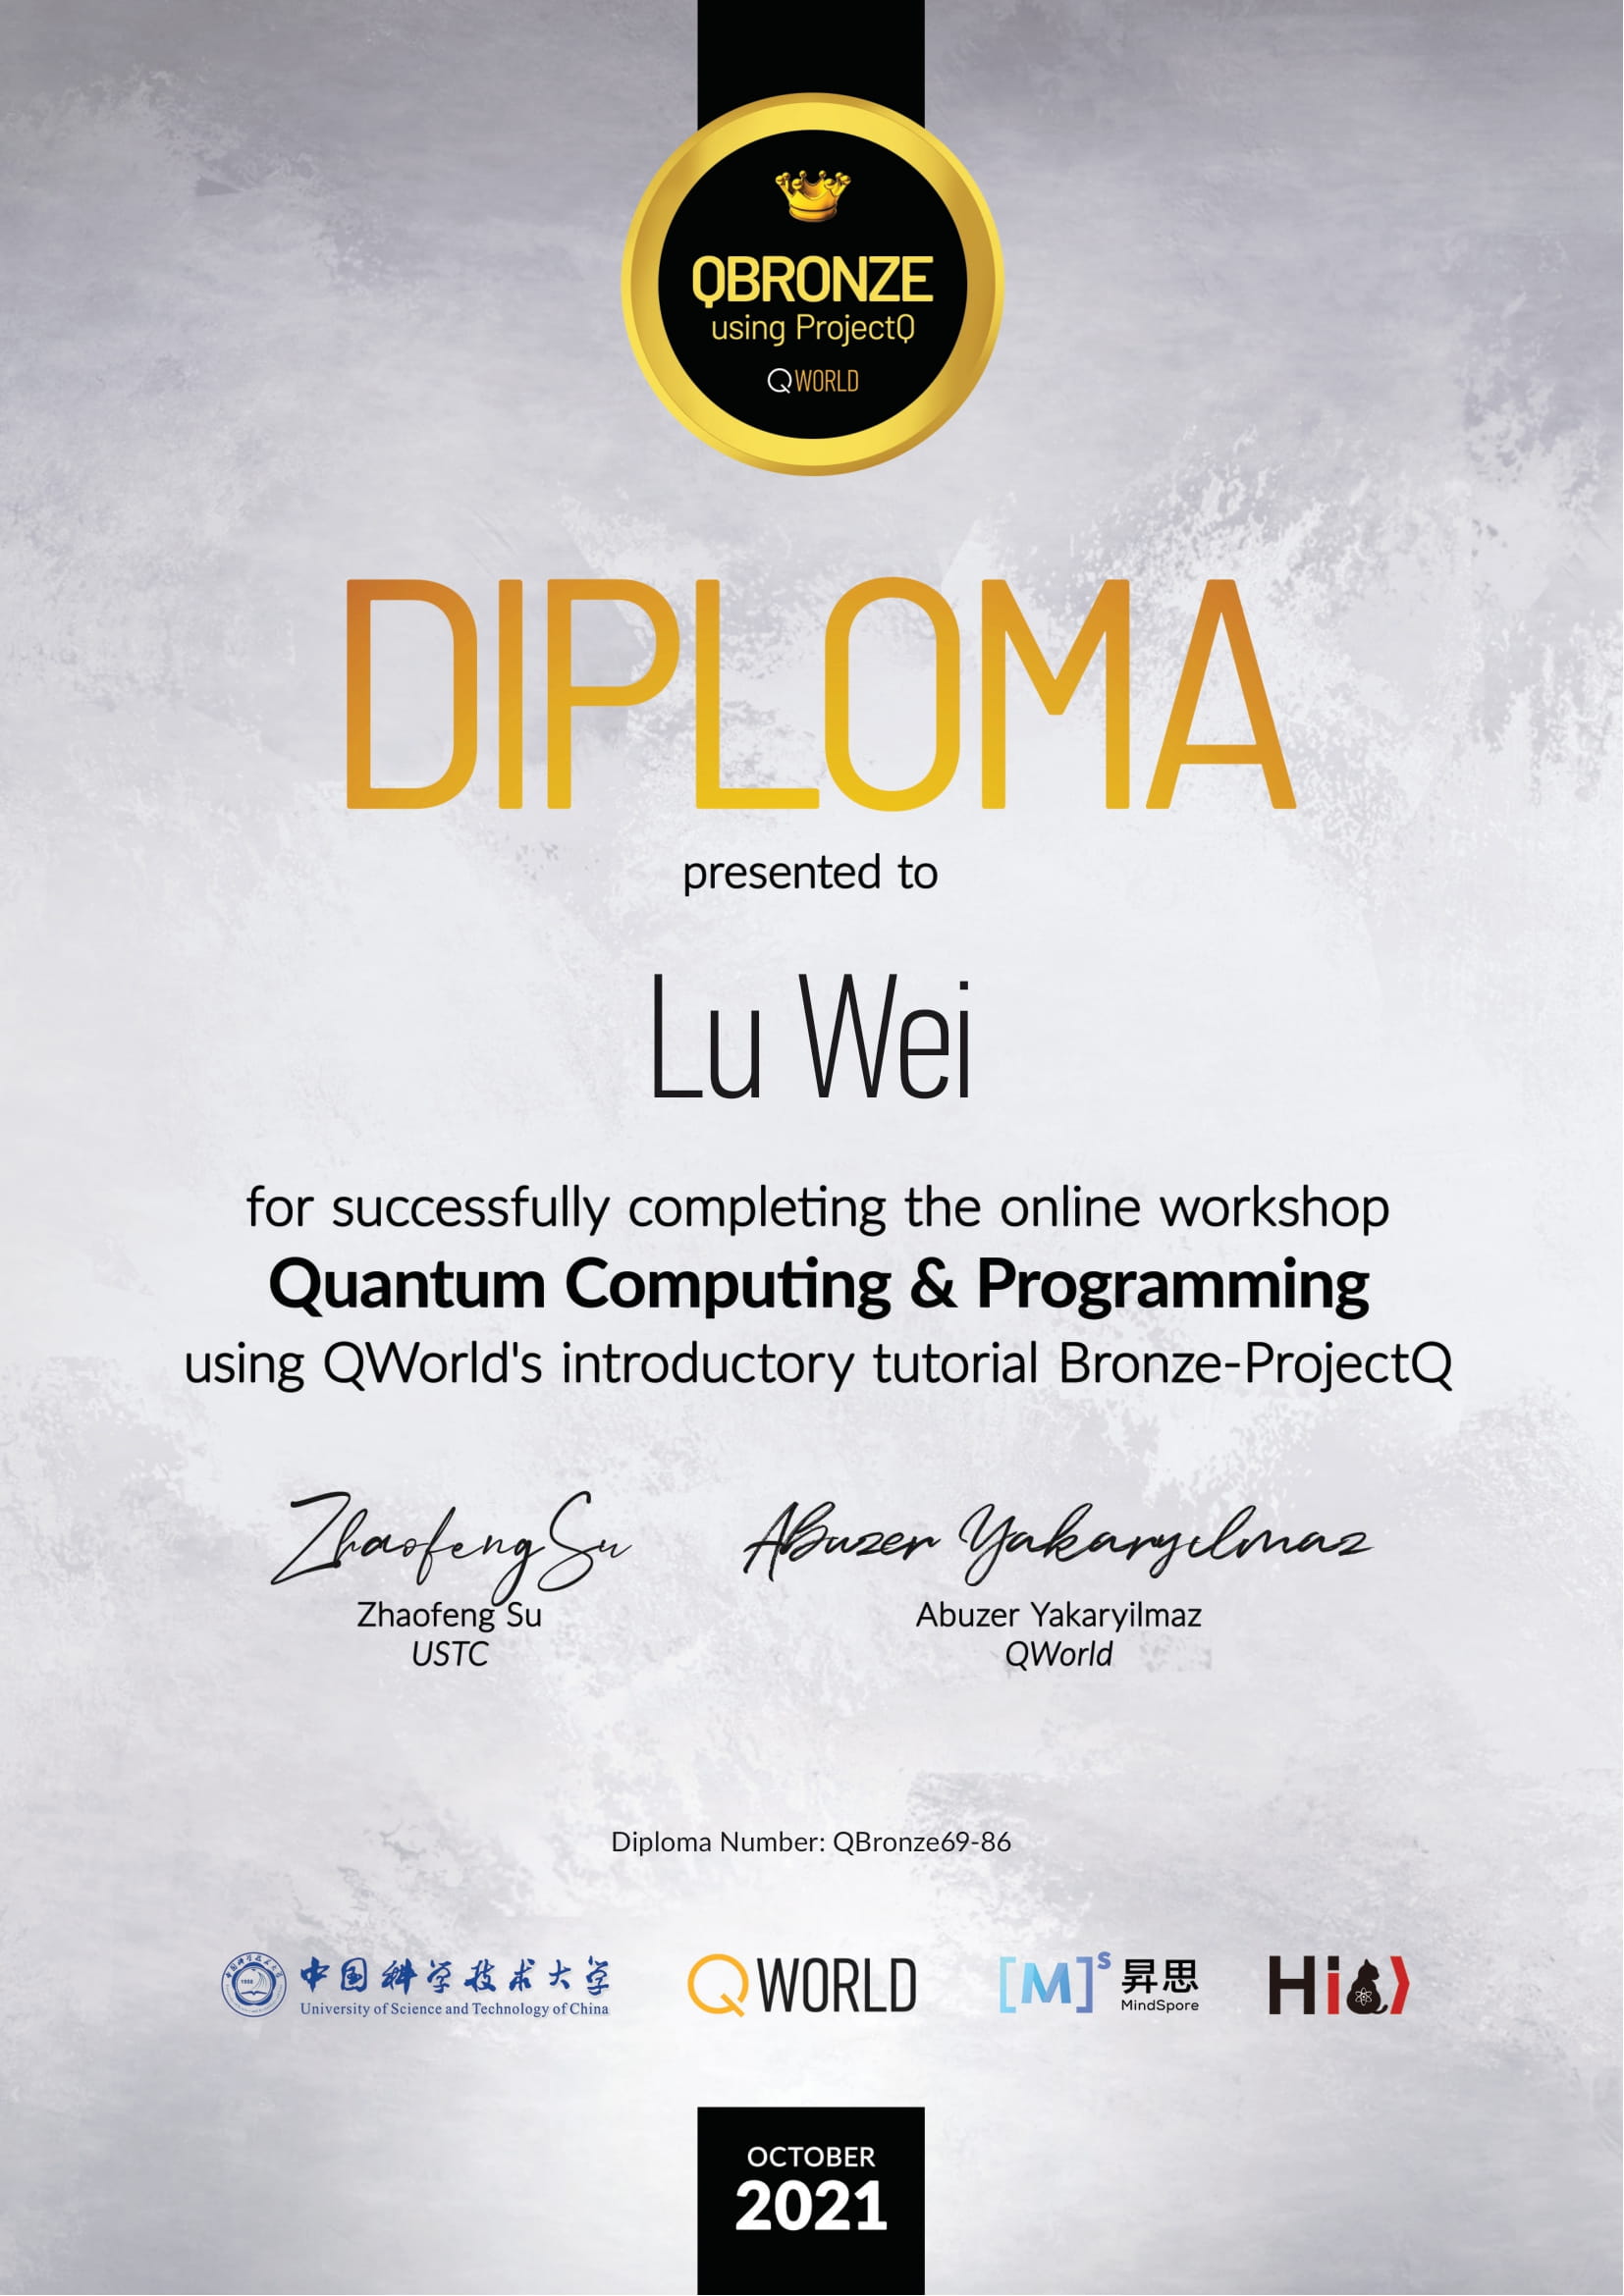 QBRONZE
using ProjectQ
QWORLD
DIPLOMA
presented to
Lu Wei
for successfully completing the online workshop
Quantum Computing & Programming
using QWorld's introductory tutorial Bronze-ProjectQ
Zhaofeng Su
Abuzer Yakaryılmaz
Zhaofeng Su
Abuzer Yakaryilmaz
USTC
QWorld
Diploma Number: QBronze69-86
中国科学技术大学
University of Science and Technology of China
1958
QWORLD
[M]s 昇思
MindSpore
HiQ
OCTOBER
2021